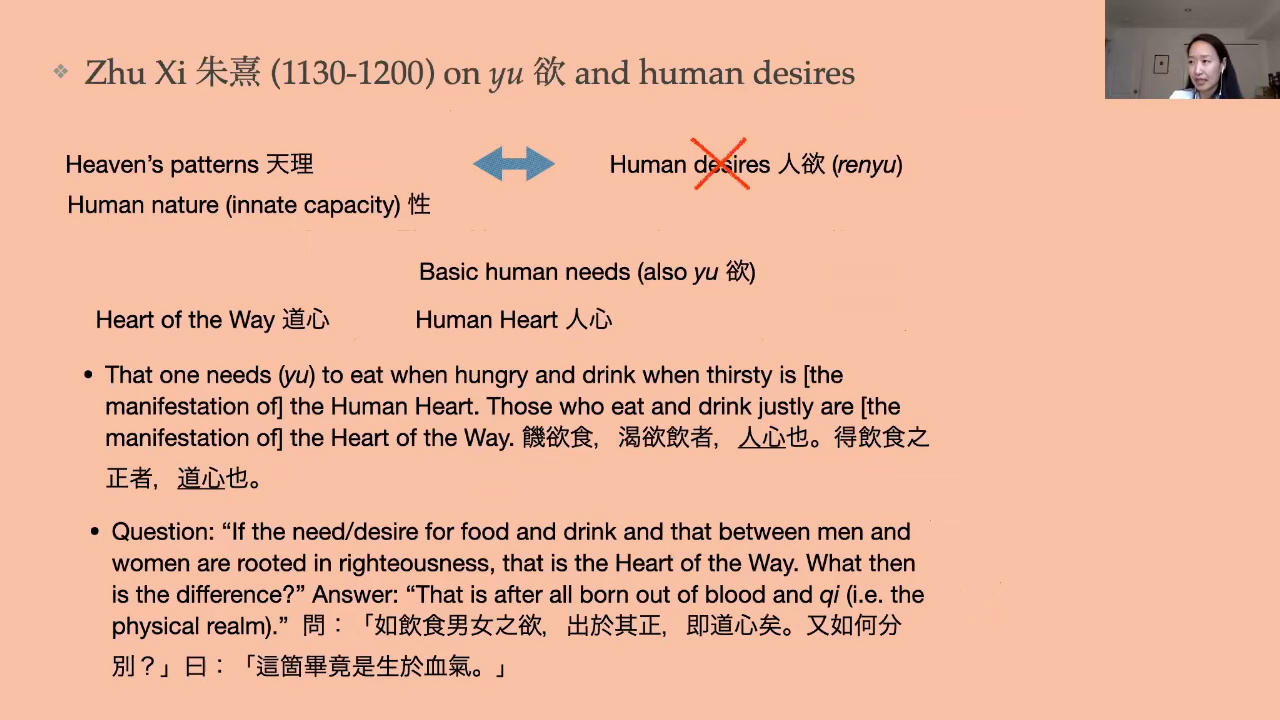 Zhu Xi 朱熹 (1130-1200) on yu 欲 and human desires
Heaven's patterns 天理
Human desires 人欲 (renyu)
Human nature (innate capacity) 性
Basic human needs (also yu 欲)
Heart of the Way 道心
Human Heart 人心
• That one needs (yu) to eat when hungry and drink when thirsty is [the
manifestation of] the Human Heart. Those who eat and drink justly are [the
manifestation of] the Heart of the Way. 饑欲食，渴欲飲者，人心也。得飲食之
正者，道心也。
• Question: “If the need/desire for food and drink and that between men and
women are rooted in righteousness, that is the Heart of the Way. What then
is the difference?” Answer: “That is after all born out of blood and qi (i.e. the
physical realm).” 問：「如飲食男女之欲，出於其正，即道心矣。又如何分
別？」曰：「這箇畢竟是生於血氣。」